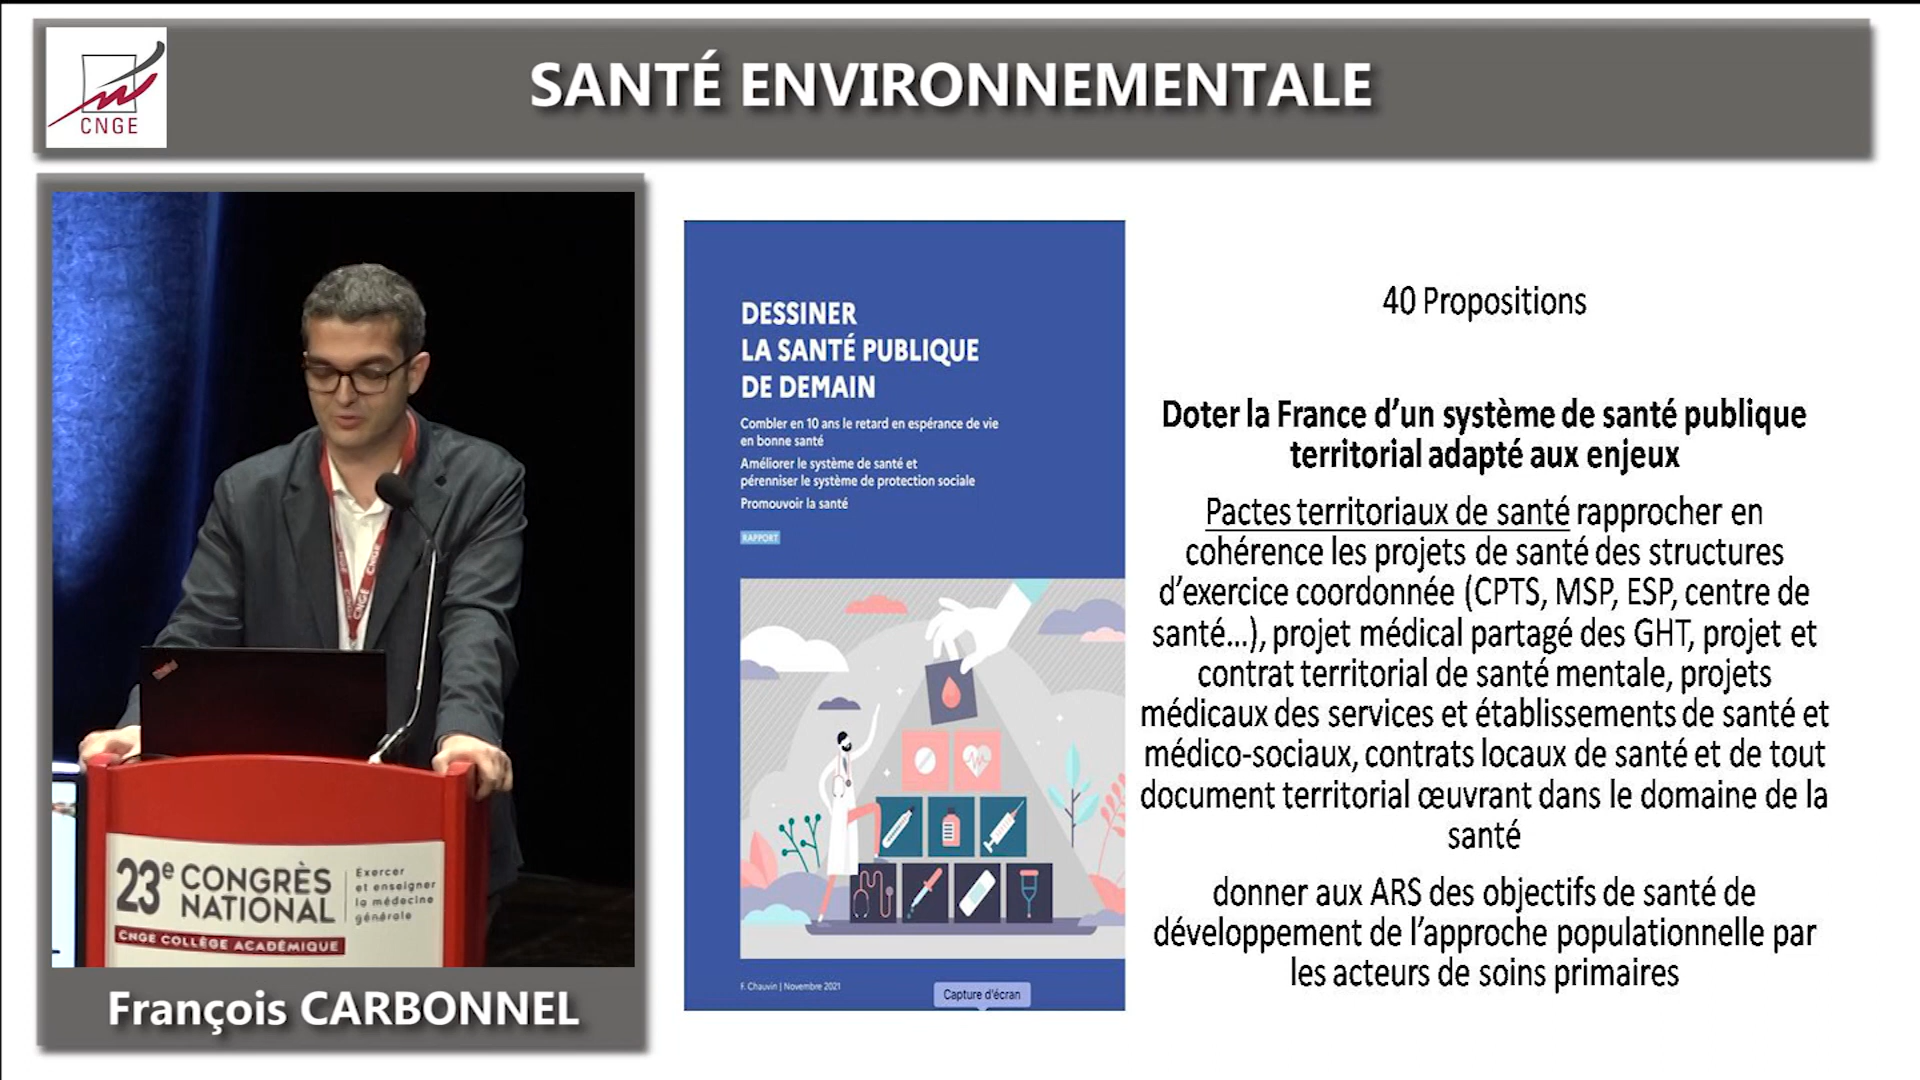 CNGE
SANTÉ ENVIRONNEMENTALE
23e CONGRÈS
NATIONAL
Exercer
et enseigner
la médecine
générale
CNGE COLLÈGE ACADÉMIQUE
François CARBONNEL
DESSINER
LA SANTÉ PUBLIQUE
DE DEMAIN
Combler en 10 ans le retard en espérance de vie
en bonne santé
Améliorer le système de santé et
pérenniser le système de protection sociale
Promouvoir la santé
RAPPORT
F. Chauvin | Novembre 2021
Capture d'écran
40 Propositions
Doter la France d'un système de santé publique
territorial adapté aux enjeux
Pactes territoriaux de santé rapprocher en
cohérence les projets de santé des structures
d'exercice coordonnée (CPTS, MSP, ESP, centre de
santé…), projet médical partagé des GHT, projet et
contrat territorial de santé mentale, projets
médicaux des services et établissements de santé et
médico-sociaux, contrats locaux de santé et de tout
document territorial œuvrant dans le domaine de la
santé
donner aux ARS des objectifs de santé de
développement de l'approche populationnelle par
les acteurs de soins primaires